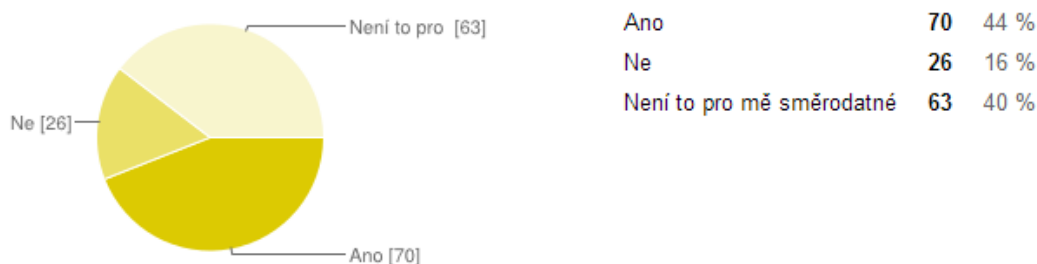 Není to pro [63]
Ne [26]
Ano [70]
Ano 70 44 %
Ne 26 16 %
Není to pro mě směrodatné 63 40 %